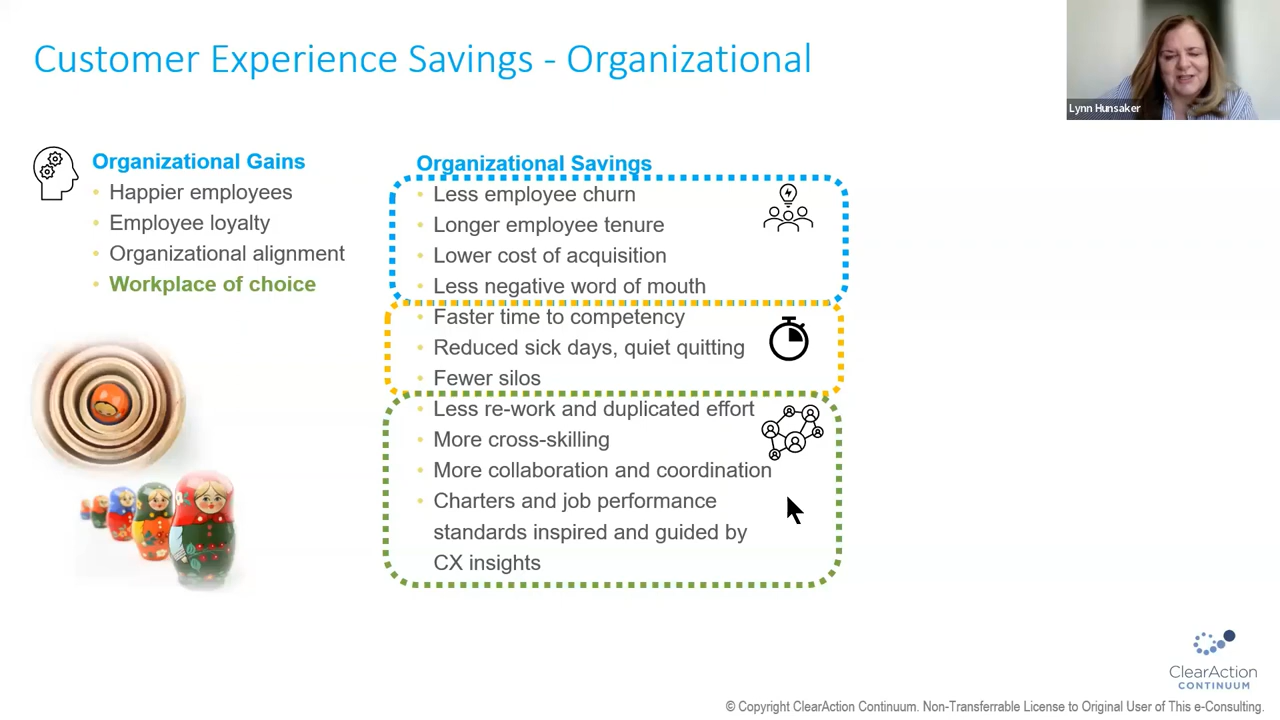 Customer Experience Savings - Organizational
Lynn Hunsaker
Organizational Gains
• Happier employees
• Employee loyalty
• Organizational alignment
• Workplace of choice
Organizational Savings
• Less employee churn
• Longer employee tenure
• Lower cost of acquisition
• Less negative word of mouth
• Faster time to competency
• Reduced sick days, quiet quitting
• Fewer silos
• Less re-work and duplicated effort
• More cross-skilling
• More collaboration and coordination
• Charters and job performance
standards inspired and guided by
CX insights
ClearAction
CONTINUUM
© Copyright ClearAction Continuum. Non-Transferrable License to Original User of This e-Consulting.